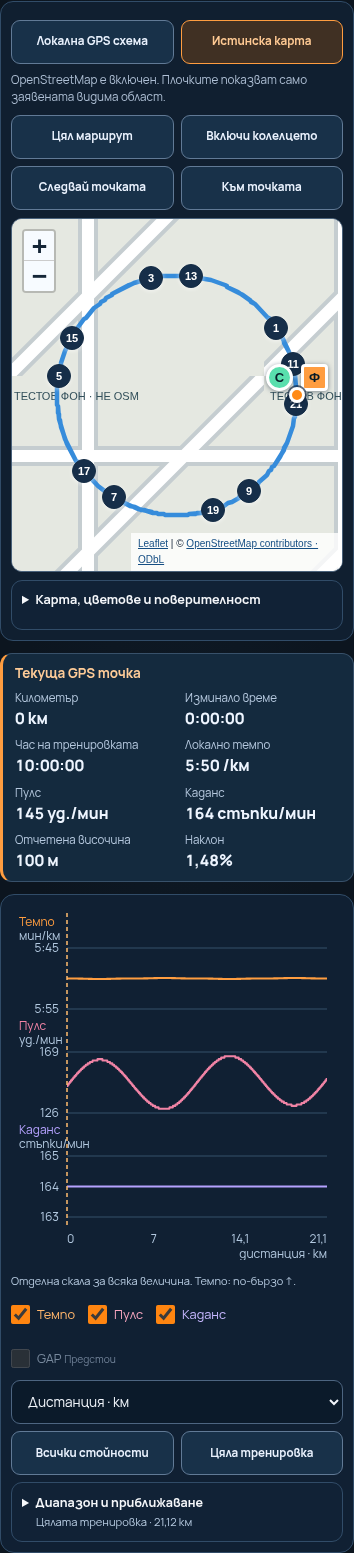 Локална GPS схема
Истинска карта
OpenStreetMap е включен. Плочките показват само
заявената видима област.
Цял маршрут
Включи колелцето
Следвай точката
Към точката
+
−
3
13
1
15
11
5
С
Ф
21
ТЕСТОВ ФОН · НЕ OSM
ТЕСТОВ ФОН
17
7
9
19
Leaflet | © OpenStreetMap contributors ·
ODbL
▶ Карта, цветове и поверителност
Текуща GPS точка
Километър
Изминало време
0 км
0:00:00
Час на тренировката
Локално темпо
10:00:00
5:50 /км
Пулс
Каданс
145 уд./мин
164 стъпки/мин
Отчетена височина
Наклон
100 м
1,48%
Темпо
мин/км
5:45
5:55
Пулс
уд./мин
169
126
Каданс
стъпки/мин
165
164
163
0
7
14,1
21,1
дистанция · км
Отделна скала за всяка величина. Темпо: по-бързо ↑.
Темпо
Пулс
Каданс
GAP Предстои
Дистанция · км
Всички стойности
Цяла тренировка
▶ Диапазон и приближаване
Цялата тренировка · 21,12 км